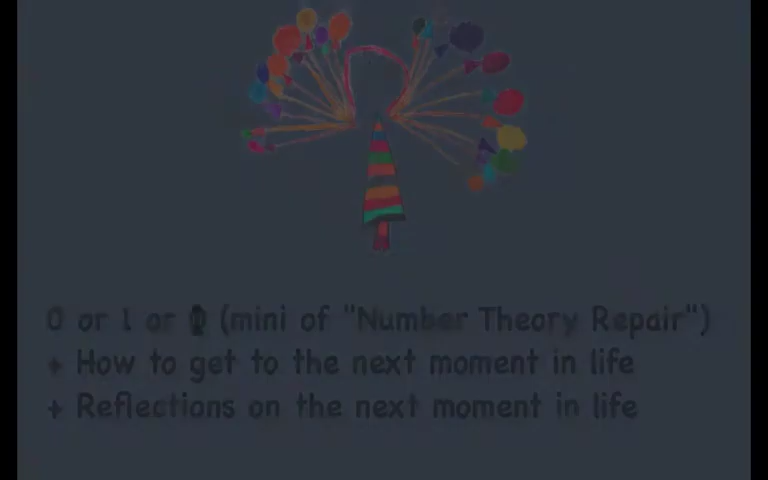 0 or 1 or (mini of "Number Theory Repair")
+ How to get to the next moment in life
+ Reflections on the next moment in life